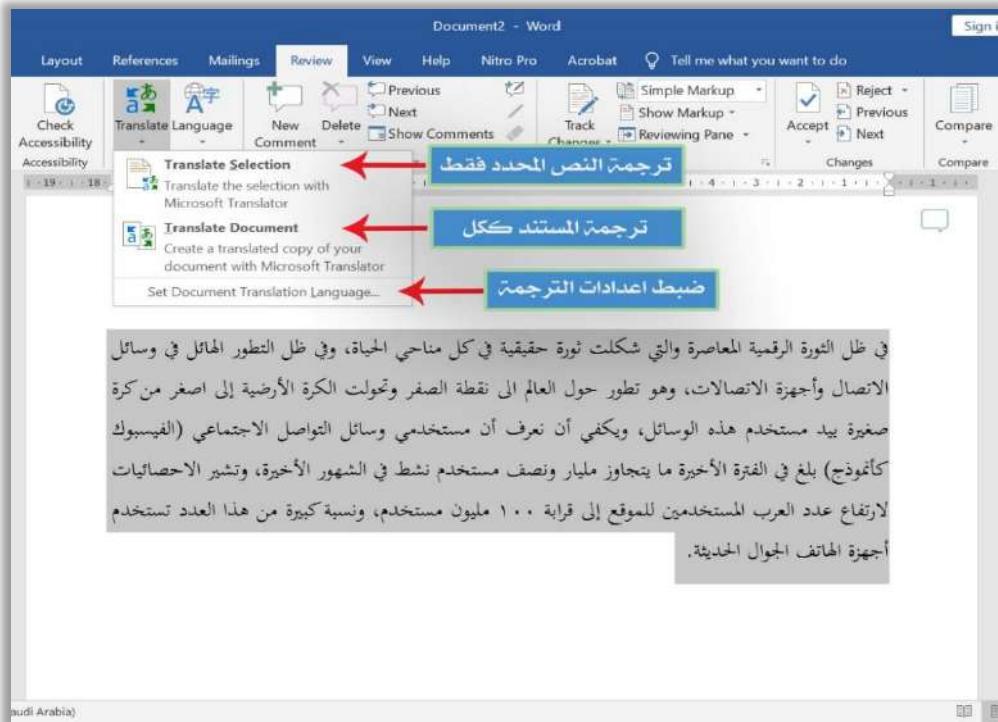 Document2 - Word
Sign i
Layout References Mailings Review View Help Nitro Pro Acrobat Tell me what you want to do
Check Accessibility
Accessibility
Translate
Language
New Comment
Delete
Previous
Next
Show Comments
Track Changes
Simple Markup
Show Markup
Reviewing Pane
Accept
Reject
Previous
Next
Changes
Compare
Compare
Translate Selection
Translate the selection with
Microsoft Translator
ترجمة النص المحدد فقط
Translate Document
Create a translated copy of your
document with Microsoft Translator
ترجمة المستند ككل
Set Document Translation Language...
ضبط اعدادات الترجمة
19 18 4 3 2 1 1
في ظل الثورة الرقمية المعاصرة والتي شكلت ثورة حقيقية في كل مناحي الحياة، وفي ظل التطور الهائل في وسائل
الاتصال وأجهزة الاتصالات، وهو تطور حول العالم الى نقطة الصفر وتحولت الكرة الأرضية إلى اصغر من كرة
صغيرة بيد مستخدم هذه الوسائل، ويكفي أن نعرف أن مستخدمي وسائل التواصل الاجتماعي (الفيسبوك
كأنموذج) بلغ في الفترة الأخيرة ما يتجاوز مليار ونصف مستخدم نشط في الشهور الأخيرة، وتشير الاحصائيات
لارتفاع عدد العرب المستخدمين للموقع إلى قرابة ١٠٠ مليون مستخدم، ونسبة كبيرة من هذا العدد تستخدم
أجهزة الهاتف الجوال الحديثة.
audi Arabia)